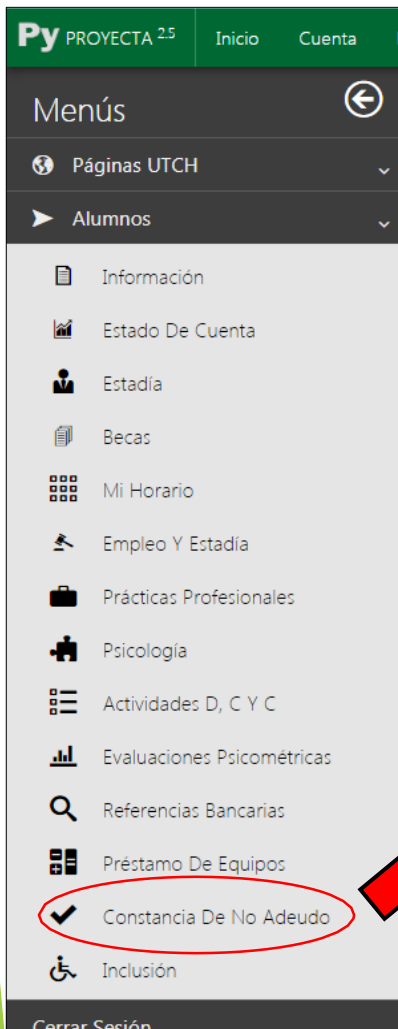 Py PROYECTA 2.5 Inicio Cuenta
Menús
Páginas UTCH
Alumnos
Información
Estado De Cuenta
Estadía
Becas
Mi Horario
Empleo Y Estadía
Prácticas Profesionales
Psicología
Actividades D, C Y C
Evaluaciones Psicométricas
Referencias Bancarias
Préstamo De Equipos
Constancia De No Adeudo
Inclusión
Cerrar Sesión